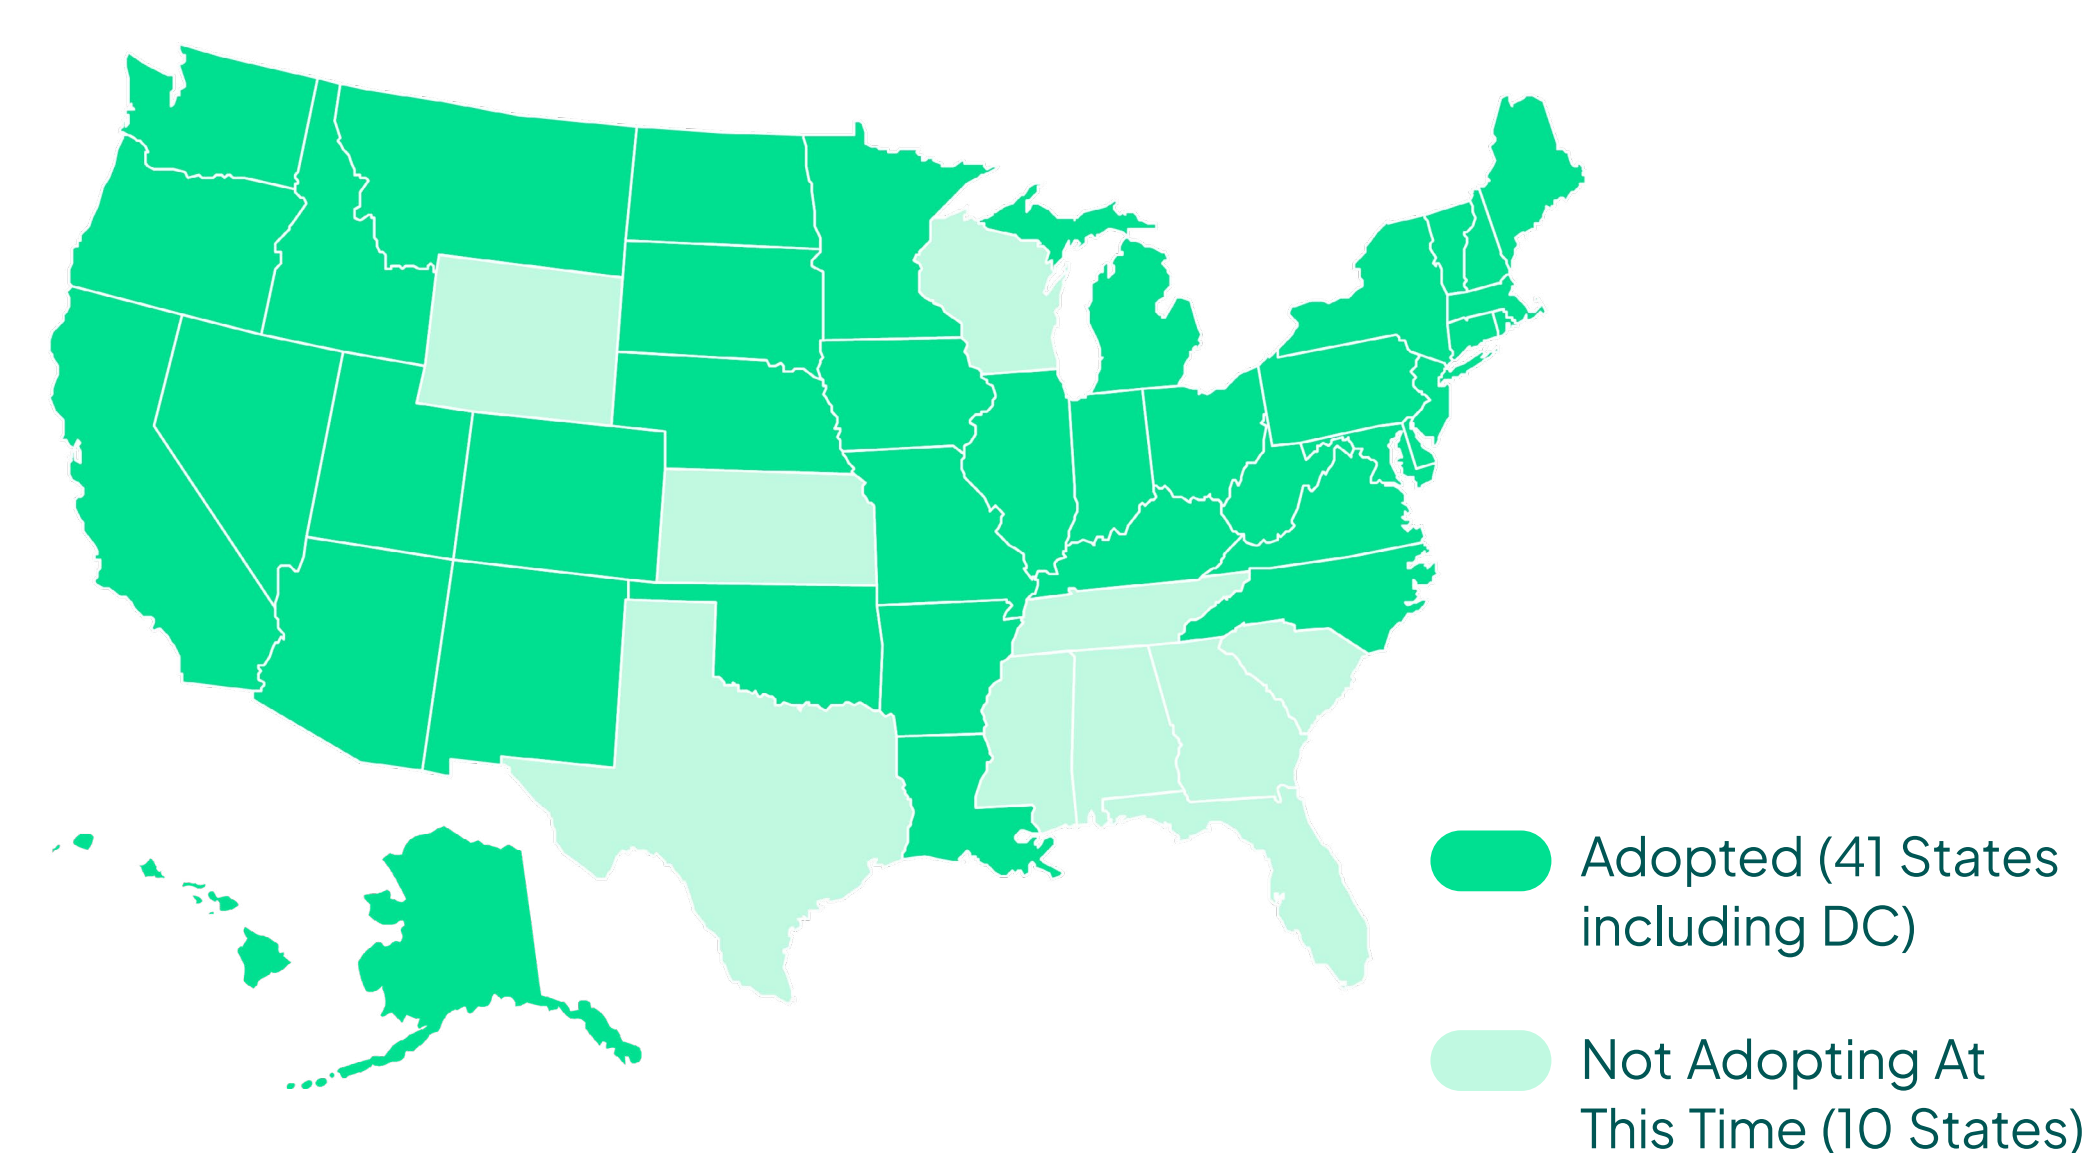 Adopted (41 States
including DC)
Not Adopting At
This Time (10 States)